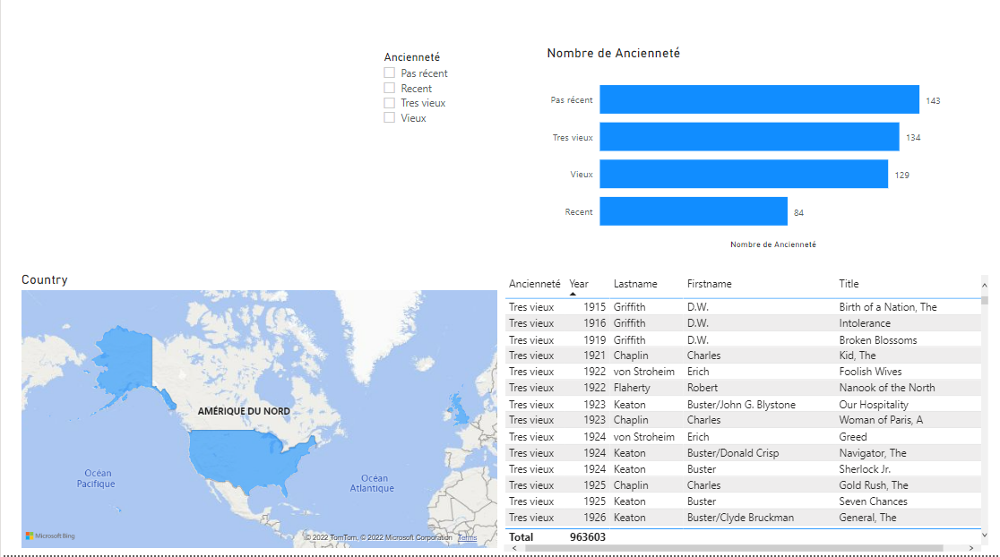 Ancienneté
Pas récent
Recent
Tres vieux
Vieux
Nombre de Ancienneté
Pas récent 143
Tres vieux 134
Vieux 129
Recent 84
Nombre de Ancienneté
Country
AMÉRIQUE DU NORD
Océan
Pacifique
Océan
Atlantique
Microsoft Bing
© 2022 TomTom, © 2022 Microsoft Corporation Terms
Ancienneté Year Lastname Firstname Title
Tres vieux 1915 Griffith D.W. Birth of a Nation, The
Tres vieux 1916 Griffith D.W. Intolerance
Tres vieux 1919 Griffith D.W. Broken Blossoms
Tres vieux 1921 Chaplin Charles Kid, The
Tres vieux 1922 von Stroheim Erich Foolish Wives
Tres vieux 1922 Flaherty Robert Nanook of the North
Tres vieux 1923 Keaton Buster/John G. Blystone Our Hospitality
Tres vieux 1923 Chaplin Charles Woman of Paris, A
Tres vieux 1924 von Stroheim Erich Greed
Tres vieux 1924 Keaton Buster/Donald Crisp Navigator, The
Tres vieux 1924 Keaton Buster Sherlock Jr.
Tres vieux 1925 Chaplin Charles Gold Rush, The
Tres vieux 1925 Keaton Buster Seven Chances
Tres vieux 1926 Keaton Buster/Clyde Bruckman General, The
Total 963603